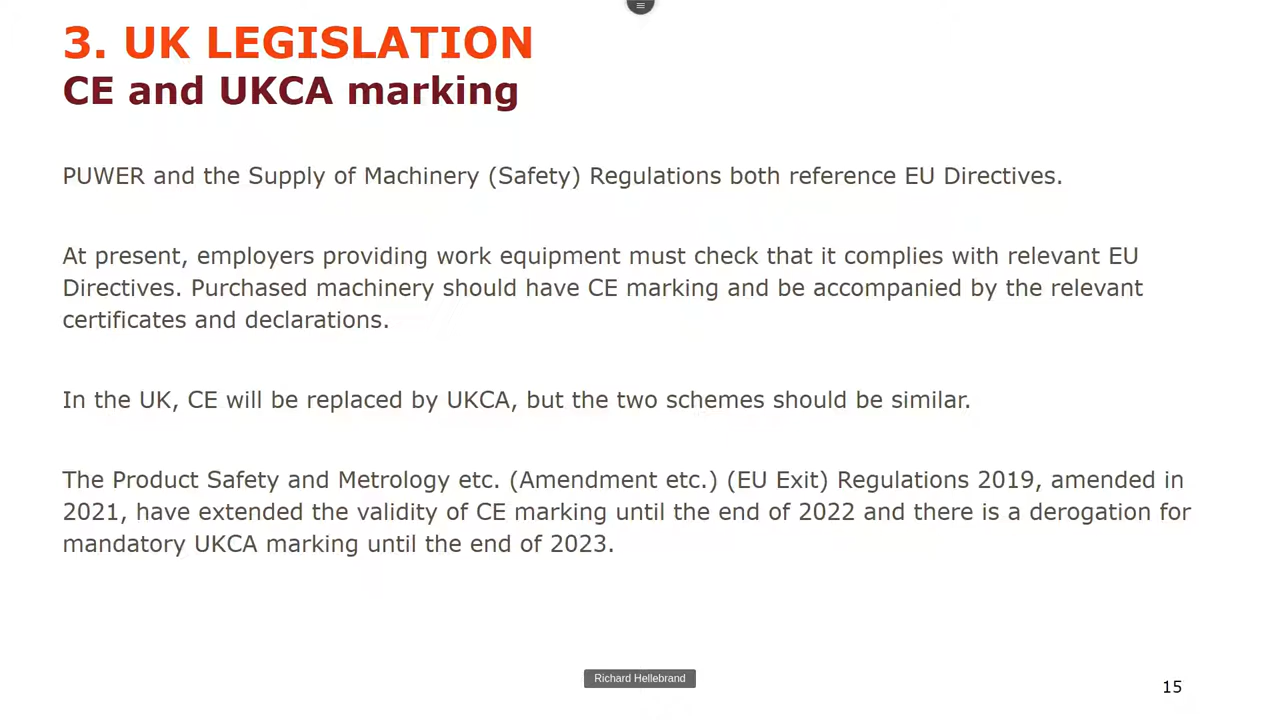 3. UK LEGISLATION
CE and UKCA marking
PUWER and the Supply of Machinery (Safety) Regulations both reference EU Directives.
At present, employers providing work equipment must check that it complies with relevant EU
Directives. Purchased machinery should have CE marking and be accompanied by the relevant
certificates and declarations.
In the UK, CE will be replaced by UKCA, but the two schemes should be similar.
The Product Safety and Metrology etc. (Amendment etc.) (EU Exit) Regulations 2019, amended in
2021, have extended the validity of CE marking until the end of 2022 and there is a derogation for
mandatory UKCA marking until the end of 2023.
Richard Hellebrand
15